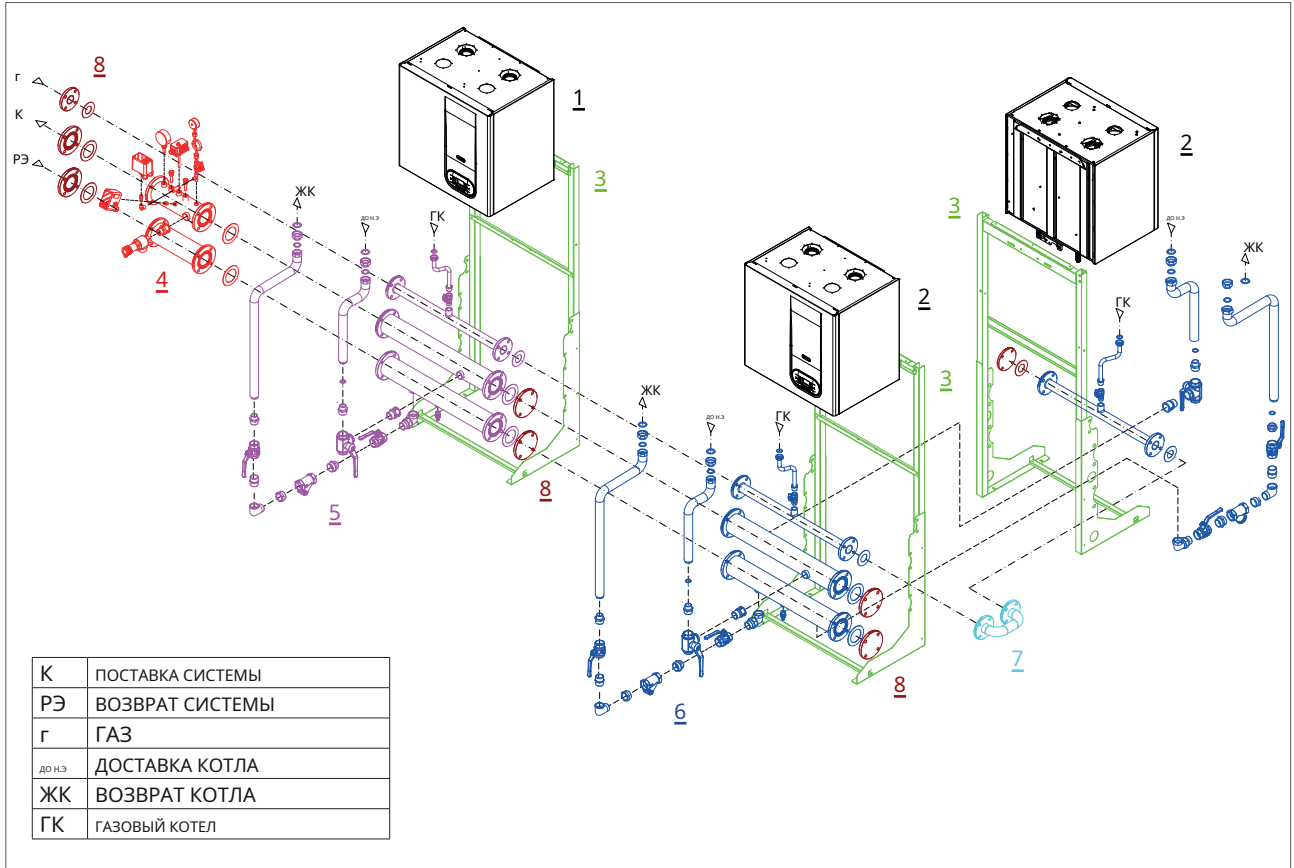 г
8
К
РЭ
1
2
3
3
ЖК
до н.э
ГК
до н.э
ЖК
ГК
4
2
3
ЖК
до н.э
ГК
5
8
7
8
6
К ПОСТАВКА СИСТЕМЫ
РЭ ВОЗВРАТ СИСТЕМЫ
г ГАЗ
до н.э ДОСТАВКА КОТЛА
ЖК ВОЗВРАТ КОТЛА
ГК ГАЗОВЫЙ КОТЕЛ